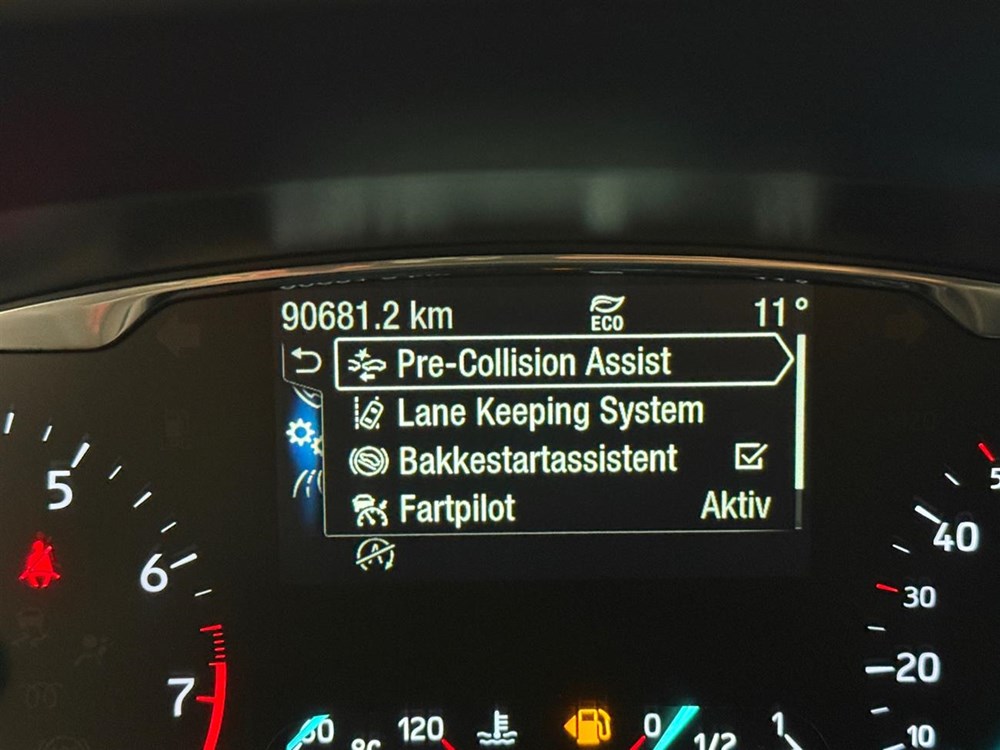 90681.2 km ECO 11°
Pre-Collision Assist
Lane Keeping System
Bakkestartassistent
Fartpilot Aktiv
A
5
6
7
40
30
20
10
60 120
0 1/2 1